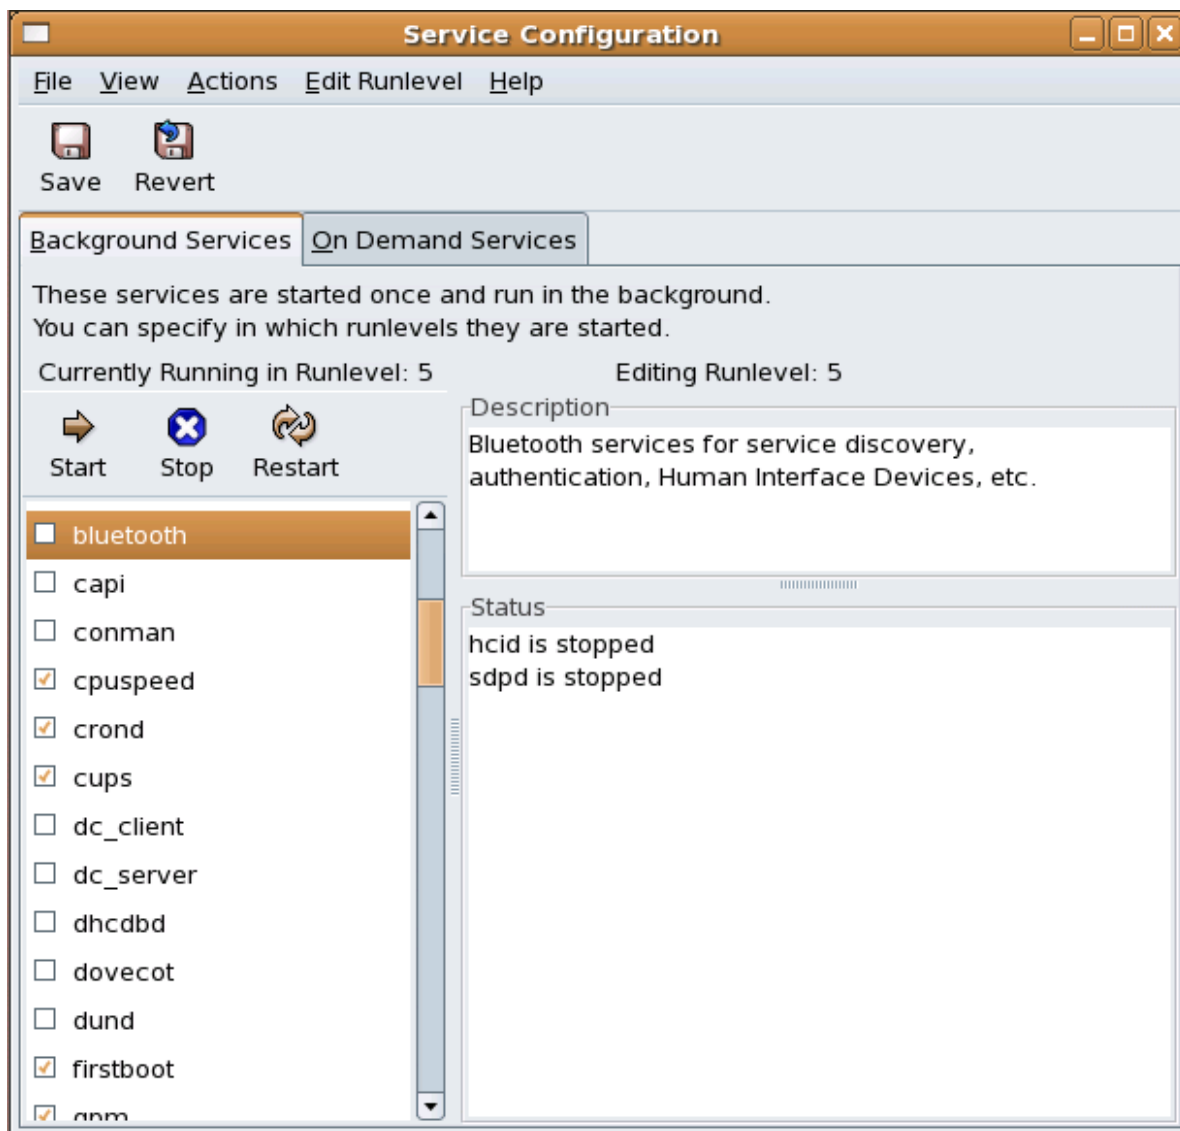 Service Configuration
File View Actions Edit Runlevel Help
Save Revert
Background Services On Demand Services
These services are started once and run in the background.
You can specify in which runlevels they are started.
Currently Running in Runlevel: 5 Editing Runlevel: 5
Start Stop Restart
bluetooth
capi
conman
cpuspeed
crond
cups
dc_client
dc_server
dhcdbd
dovecot
dund
firstboot
gpm
Description
Bluetooth services for service discovery,
authentication, Human Interface Devices, etc.
Status
hcid is stopped
sdpd is stopped